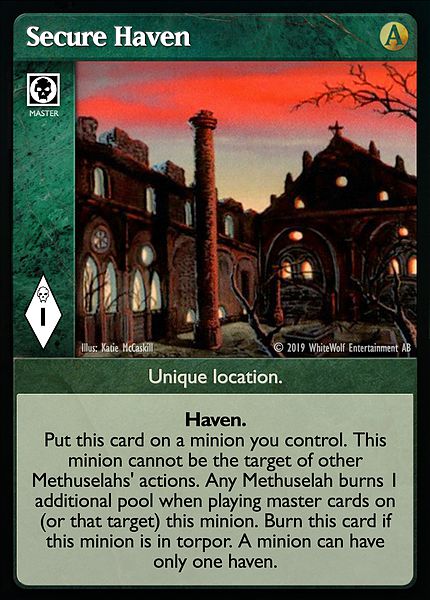 Secure Haven
A
MASTER
1
Illus: Katie McCaskill
© 2019 WhiteWolf Entertainment AB
Unique location.
Haven.
Put this card on a minion you control. This
minion cannot be the target of other
Methuselahs' actions. Any Methuselah burns 1
additional pool when playing master cards on
(or that target) this minion. Burn this card if
this minion is in torpor. A minion can have
only one haven.